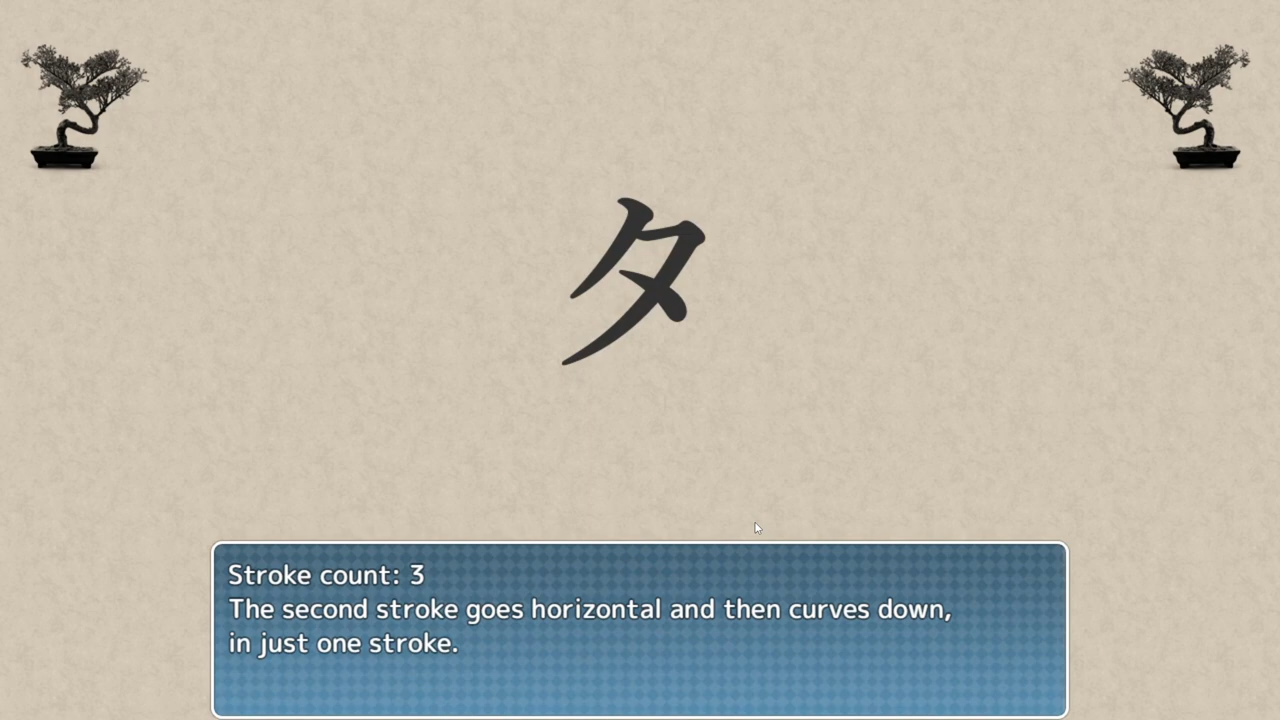 タ
Stroke count: 3
The second stroke goes horizontal and then curves down,
in just one stroke.